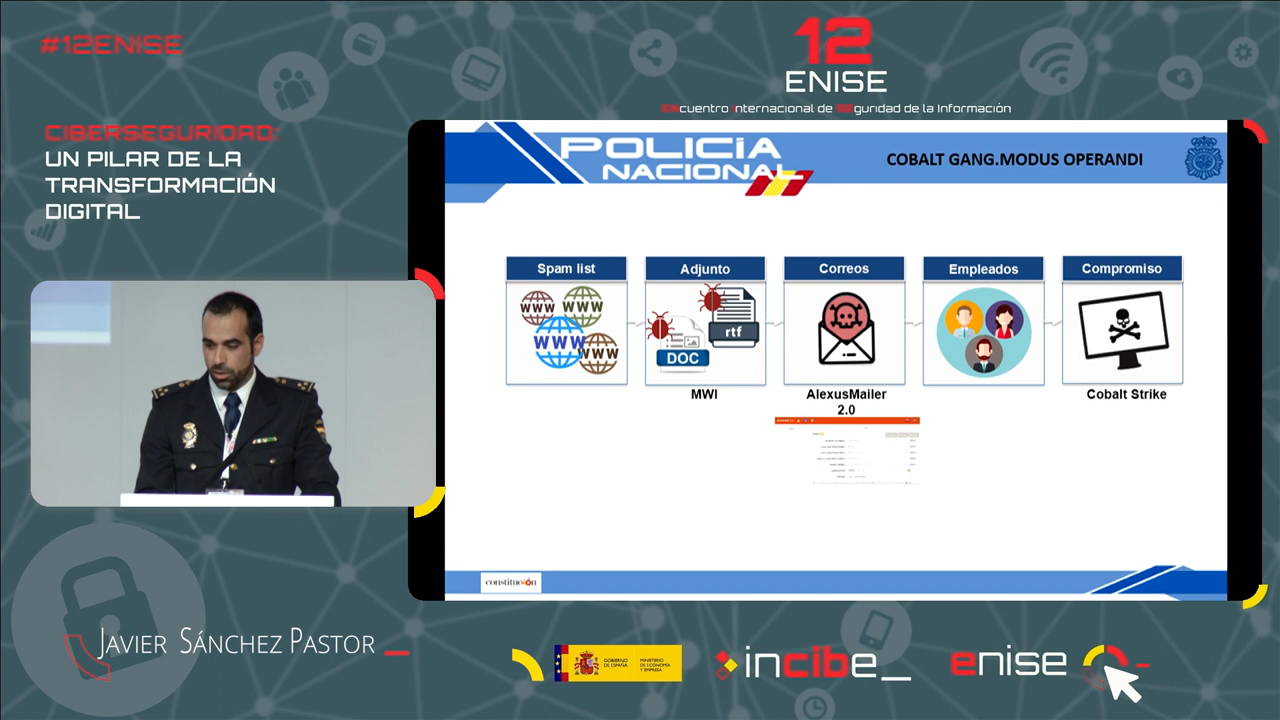 #12ENISE
12
ENISE
Encuentro Internacional de SEguridad de la Información
CIBERSEGURIDAD:
UN PILAR DE LA
TRANSFORMACIÓN
DIGITAL
POLICÍA
NACIONAL
COBALT GANG.MODUS OPERANDI
Spam list
Adjunto
Correos
Empleados
Compromiso
WWW
WWW
WWW
WWW
rtf
DOC
MWI
AlexusMailer
2.0
Cobalt Strike
constitución
JAVIER SÁNCHEZ PASTOR
GOBIERNO
DE ESPAÑA
MINISTERIO
DE ECONOMÍA
Y EMPRESA
incibe_
enise